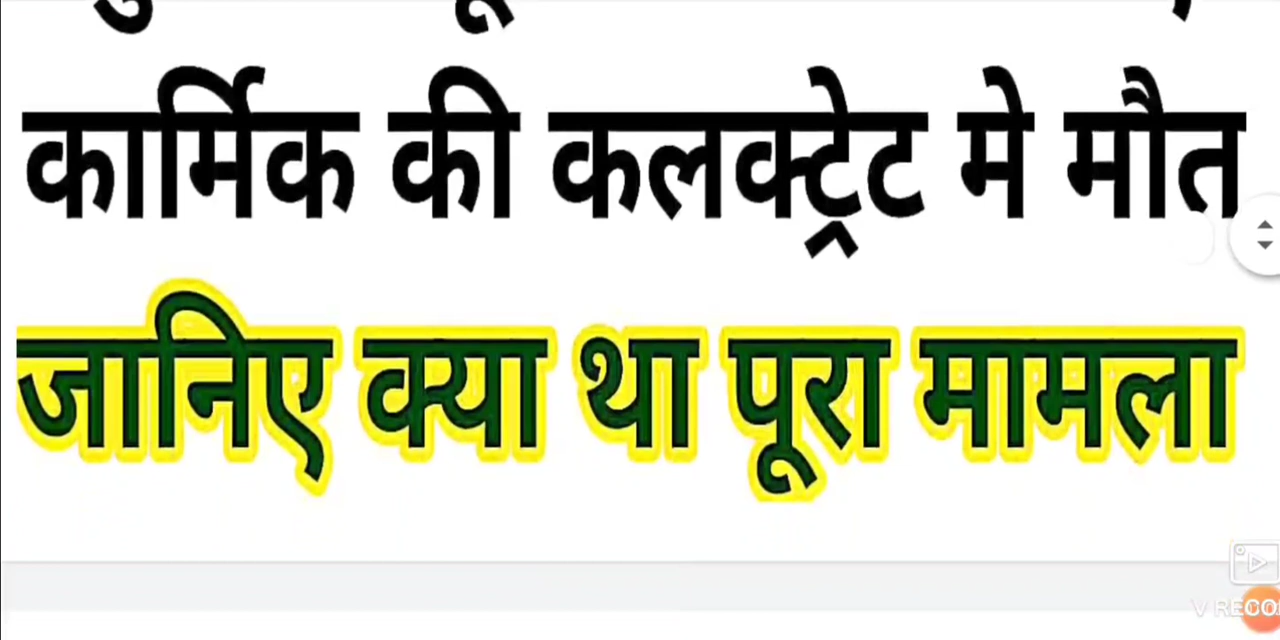 कार्मिक की कलक्ट्रेट मे मौत
जानिए क्या था पूरा मामला